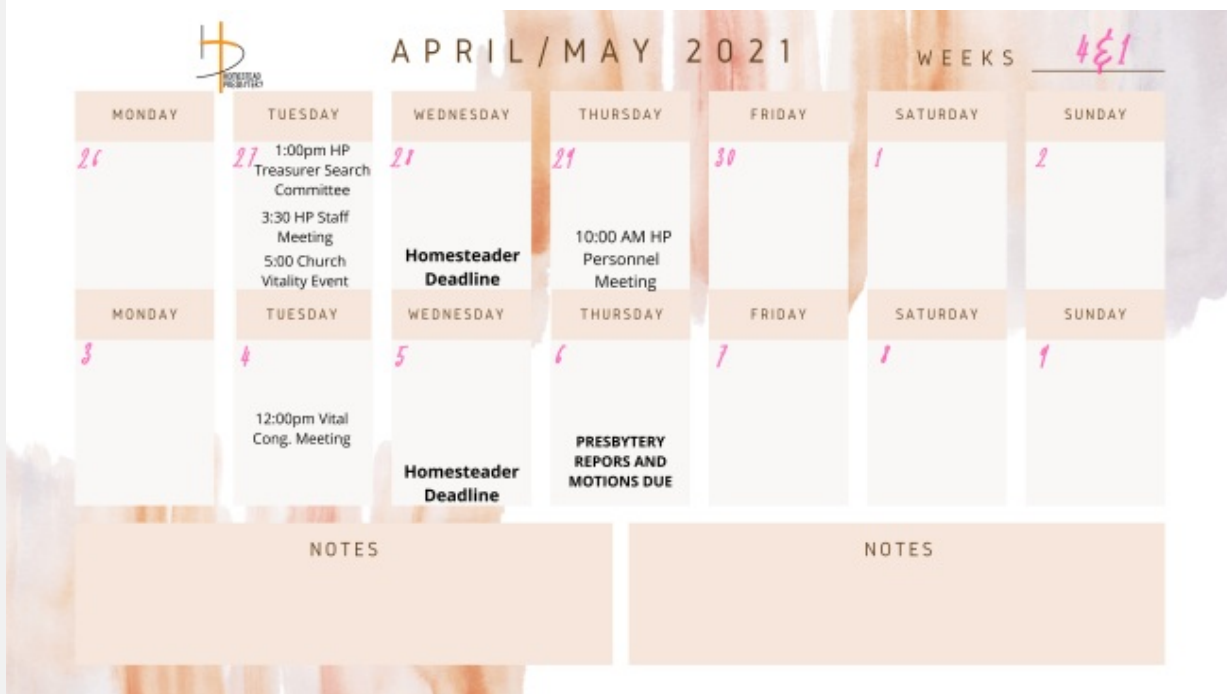 HOMESTEAD
PRESBYTERY
APRIL/MAY 2021
WEEKS 4&1
MONDAY TUESDAY WEDNESDAY THURSDAY FRIDAY SATURDAY SUNDAY
26
27
1:00pm HP
Treasurer Search
Committee
3:30 HP Staff
Meeting
5:00 Church
Vitality Event
28
Homesteader
Deadline
29
10:00 AM HP
Personnel
Meeting
30
1
2
MONDAY TUESDAY WEDNESDAY THURSDAY FRIDAY SATURDAY SUNDAY
3
4
12:00pm Vital
Cong. Meeting
5
Homesteader
Deadline
6
PRESBYTERY
REPORS AND
MOTIONS DUE
7
8
9
NOTES
NOTES